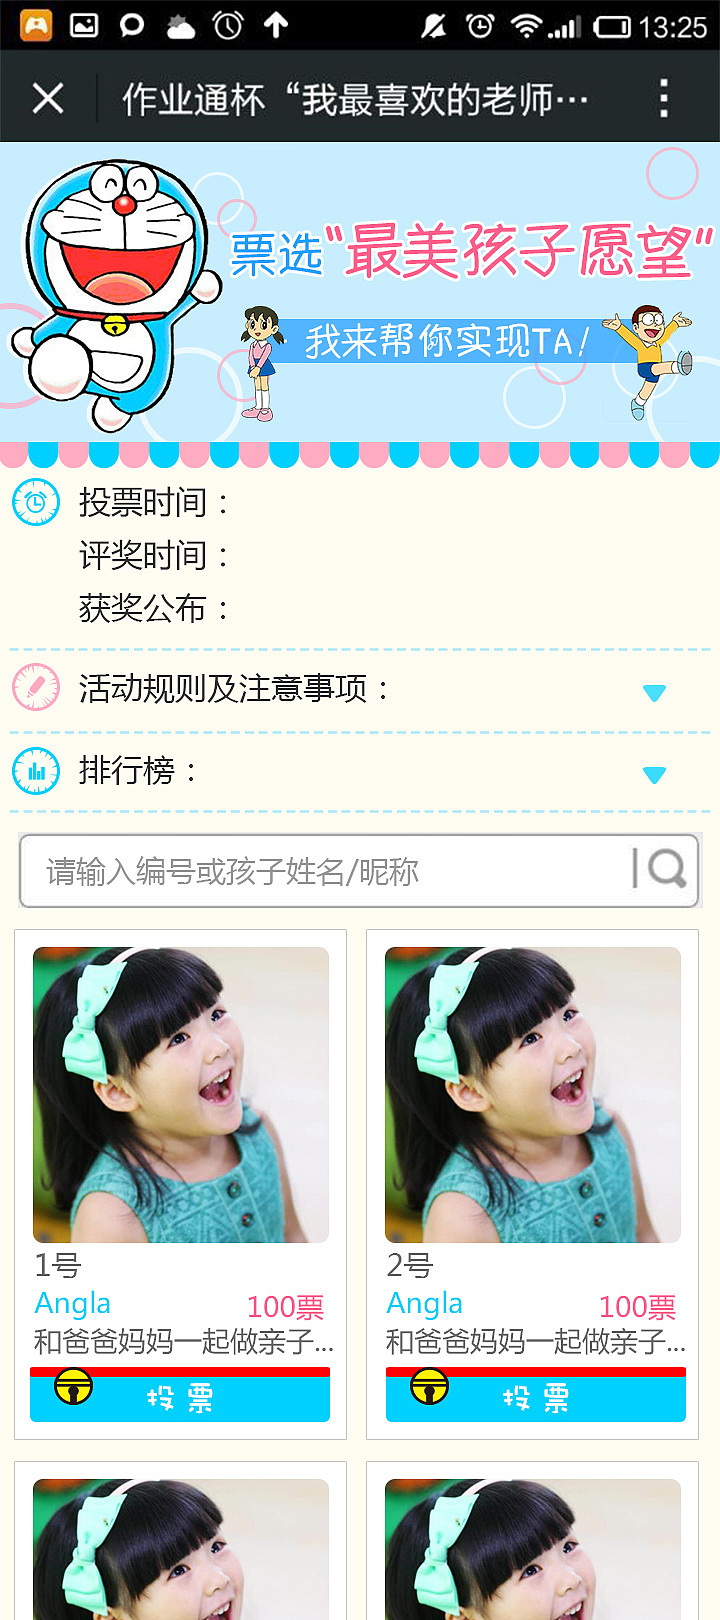 13:25
作业通杯“我最喜欢的老师…
票选“最美孩子愿望”
我来帮你实现TA!
投票时间：
评奖时间：
获奖公布：
活动规则及注意事项：
排行榜：
请输入编号或孩子姓名/昵称
1号
Angla
100票
和爸爸妈妈一起做亲子...
投票
2号
Angla
100票
和爸爸妈妈一起做亲子...
投票